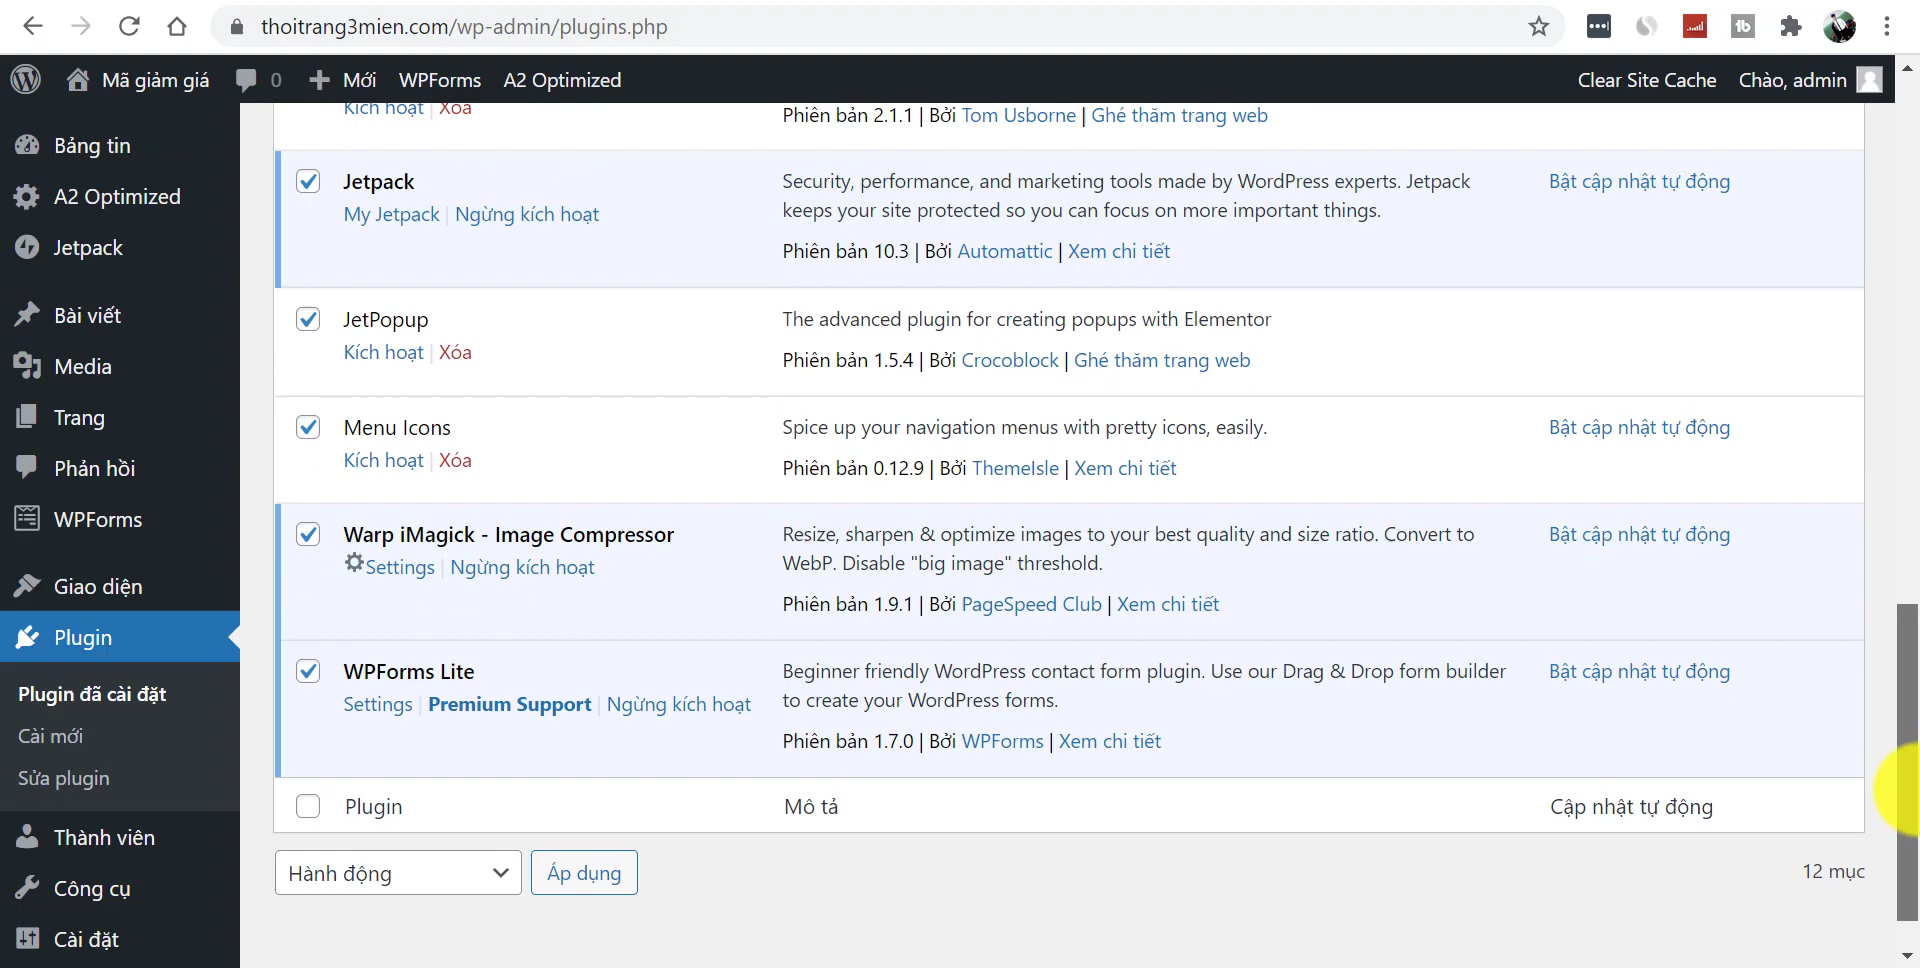 thoitrang3mien.com/wp-admin/plugins.php
Mã giảm giá 0 Mới WPForms A2 Optimized Clear Site Cache Chào, admin
Bảng tin
A2 Optimized
Jetpack
Bài viết
Media
Trang
Phản hồi
WPForms
Giao diện
Plugin
Plugin đã cài đặt
Cài mới
Sửa plugin
Thành viên
Công cụ
Cài đặt
Kích hoạt | Xóa
Phiên bản 2.1.1 | Bởi Tom Usborne | Ghé thăm trang web
Jetpack
My Jetpack | Ngừng kích hoạt
Security, performance, and marketing tools made by WordPress experts. Jetpack
keeps your site protected so you can focus on more important things.
Phiên bản 10.3 | Bởi Automattic | Xem chi tiết
Bật cập nhật tự động
JetPopup
Kích hoạt | Xóa
The advanced plugin for creating popups with Elementor
Phiên bản 1.5.4 | Bởi Crocoblock | Ghé thăm trang web
Menu Icons
Kích hoạt | Xóa
Spice up your navigation menus with pretty icons, easily.
Phiên bản 0.12.9 | Bởi ThemeIsle | Xem chi tiết
Bật cập nhật tự động
Warp iMagick - Image Compressor
Settings | Ngừng kích hoạt
Resize, sharpen & optimize images to your best quality and size ratio. Convert to
WebP. Disable "big image" threshold.
Phiên bản 1.9.1 | Bởi PageSpeed Club | Xem chi tiết
Bật cập nhật tự động
WPForms Lite
Settings | Premium Support | Ngừng kích hoạt
Beginner friendly WordPress contact form plugin. Use our Drag & Drop form builder
to create your WordPress forms.
Phiên bản 1.7.0 | Bởi WPForms | Xem chi tiết
Bật cập nhật tự động
Plugin Mô tả Cập nhật tự động
Hành động Áp dụng 12 mục